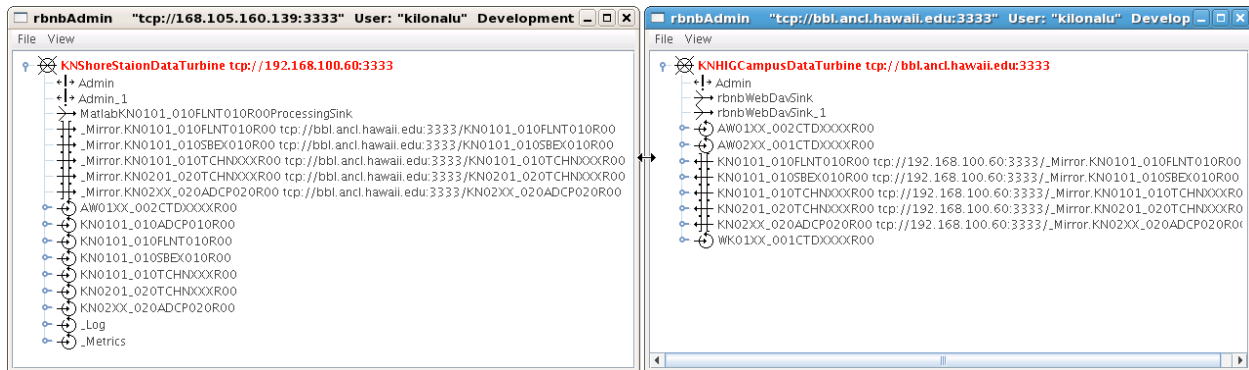 rbnbAdmin "tcp://168.105.160.139:3333" User: "kilonalu" Development
File View
KNShoreStaionDataTurbine tcp://192.168.100.60:3333
Admin
Admin_1
MatlabKN0101_010FLNT010R00ProcessingSink
_Mirror.KN0101_010FLNT010R00 tcp://bbl.ancl.hawaii.edu:3333/KN0101_010FLNT010R00
_Mirror.KN0101_010SBEX010R00 tcp://bbl.ancl.hawaii.edu:3333/KN0101_010SBEX010R00
_Mirror.KN0101_010TCHNXXXR00 tcp://bbl.ancl.hawaii.edu:3333/KN0101_010TCHNXXXR00
_Mirror.KN0201_020TCHNXXXR00 tcp://bbl.ancl.hawaii.edu:3333/KN0201_020TCHNXXXR00
_Mirror.KN02XX_020ADCP020R00 tcp://bbl.ancl.hawaii.edu:3333/KN02XX_020ADCP020R00
AW01XX_002CTDXXXXR00
KN0101_010ADCP010R00
KN0101_010FLNT010R00
KN0101_010SBEX010R00
KN0101_010TCHNXXXR00
KN0201_020TCHNXXXR00
KN02XX_020ADCP020R00
_Log
_Metrics
rbnbAdmin "tcp://bbl.ancl.hawaii.edu:3333" User: "kilonalu" Develop
File View
KNHIGCampusDataTurbine tcp://bbl.ancl.hawaii.edu:3333
Admin
rbnbWebDavSink
rbnbWebDavSink_1
AW01XX_002CTDXXXXR00
AW02XX_001CTDXXXXR00
KN0101_010FLNT010R00 tcp://192.168.100.60:3333/_Mirror.KN0101_010FLNT010R00
KN0101_010SBEX010R00 tcp://192.168.100.60:3333/_Mirror.KN0101_010SBEX010R00
KN0101_010TCHNXXXR00 tcp://192.168.100.60:3333/_Mirror.KN0101_010TCHNXXXR0
KN0201_020TCHNXXXR00 tcp://192.168.100.60:3333/_Mirror.KN0201_020TCHNXXXR0
KN02XX_020ADCP020R00 tcp://192.168.100.60:3333/_Mirror.KN02XX_020ADCP020R0
WK01XX_001CTDXXXXR00